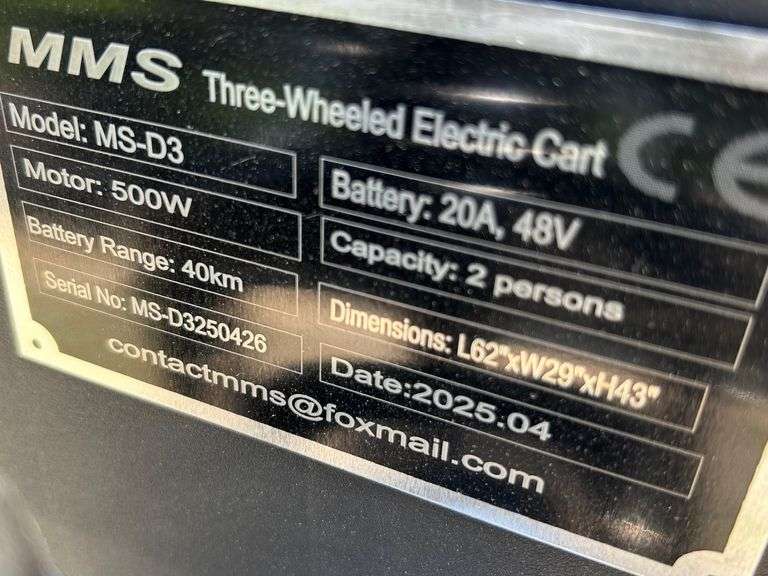 MMS Three-Wheeled Electric Cart CE
Model: MS-D3
Battery: 20A, 48V
Motor: 500W
Capacity: 2 persons
Battery Range: 40km
Dimensions: L62"xW29"xH43"
Serial No: MS-D3250426
Date:2025.04
contactmms@foxmail.com